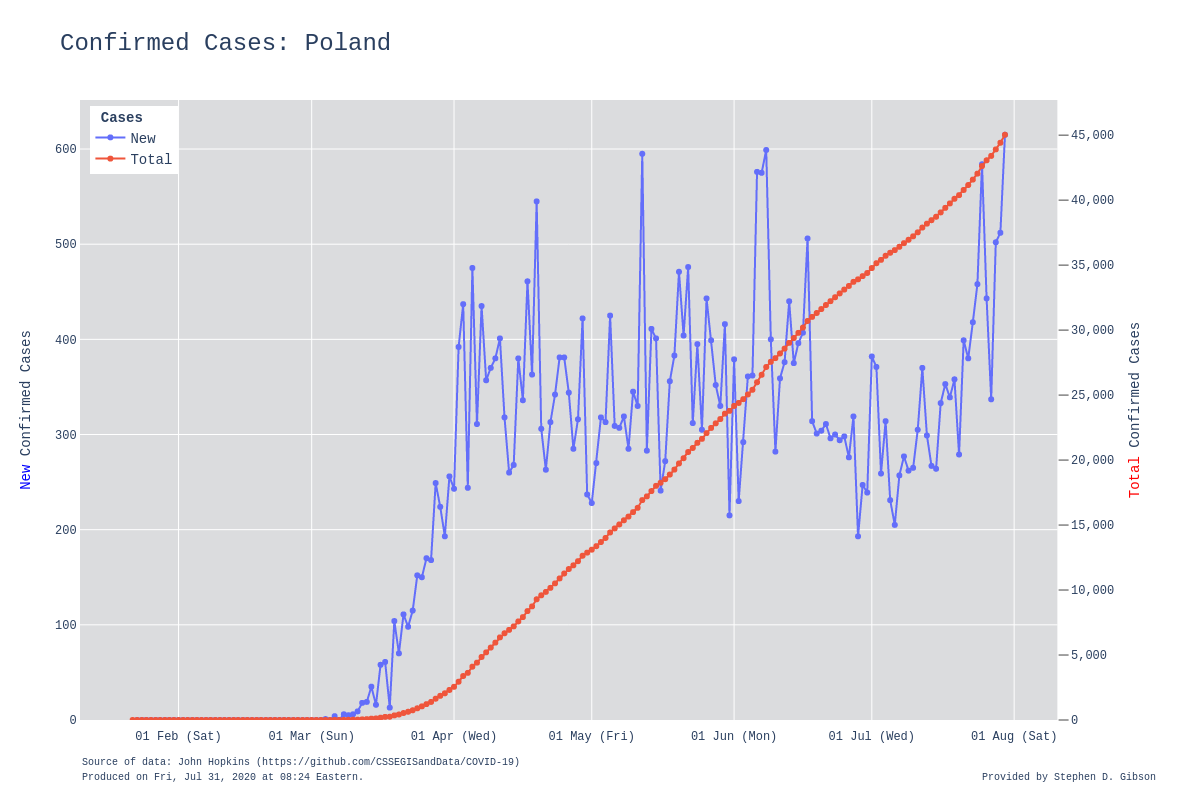 Confirmed Cases: Poland
Cases
New
Total
600
500
400
300
200
100
0
45,000
40,000
35,000
30,000
25,000
20,000
15,000
10,000
5,000
0
New Confirmed Cases
Total Confirmed Cases
01 Feb (Sat) 01 Mar (Sun) 01 Apr (Wed) 01 May (Fri) 01 Jun (Mon) 01 Jul (Wed) 01 Aug (Sat)
Source of data: John Hopkins (https://github.com/CSSEGISandData/COVID-19)
Produced on Fri, Jul 31, 2020 at 08:24 Eastern.
Provided by Stephen D. Gibson